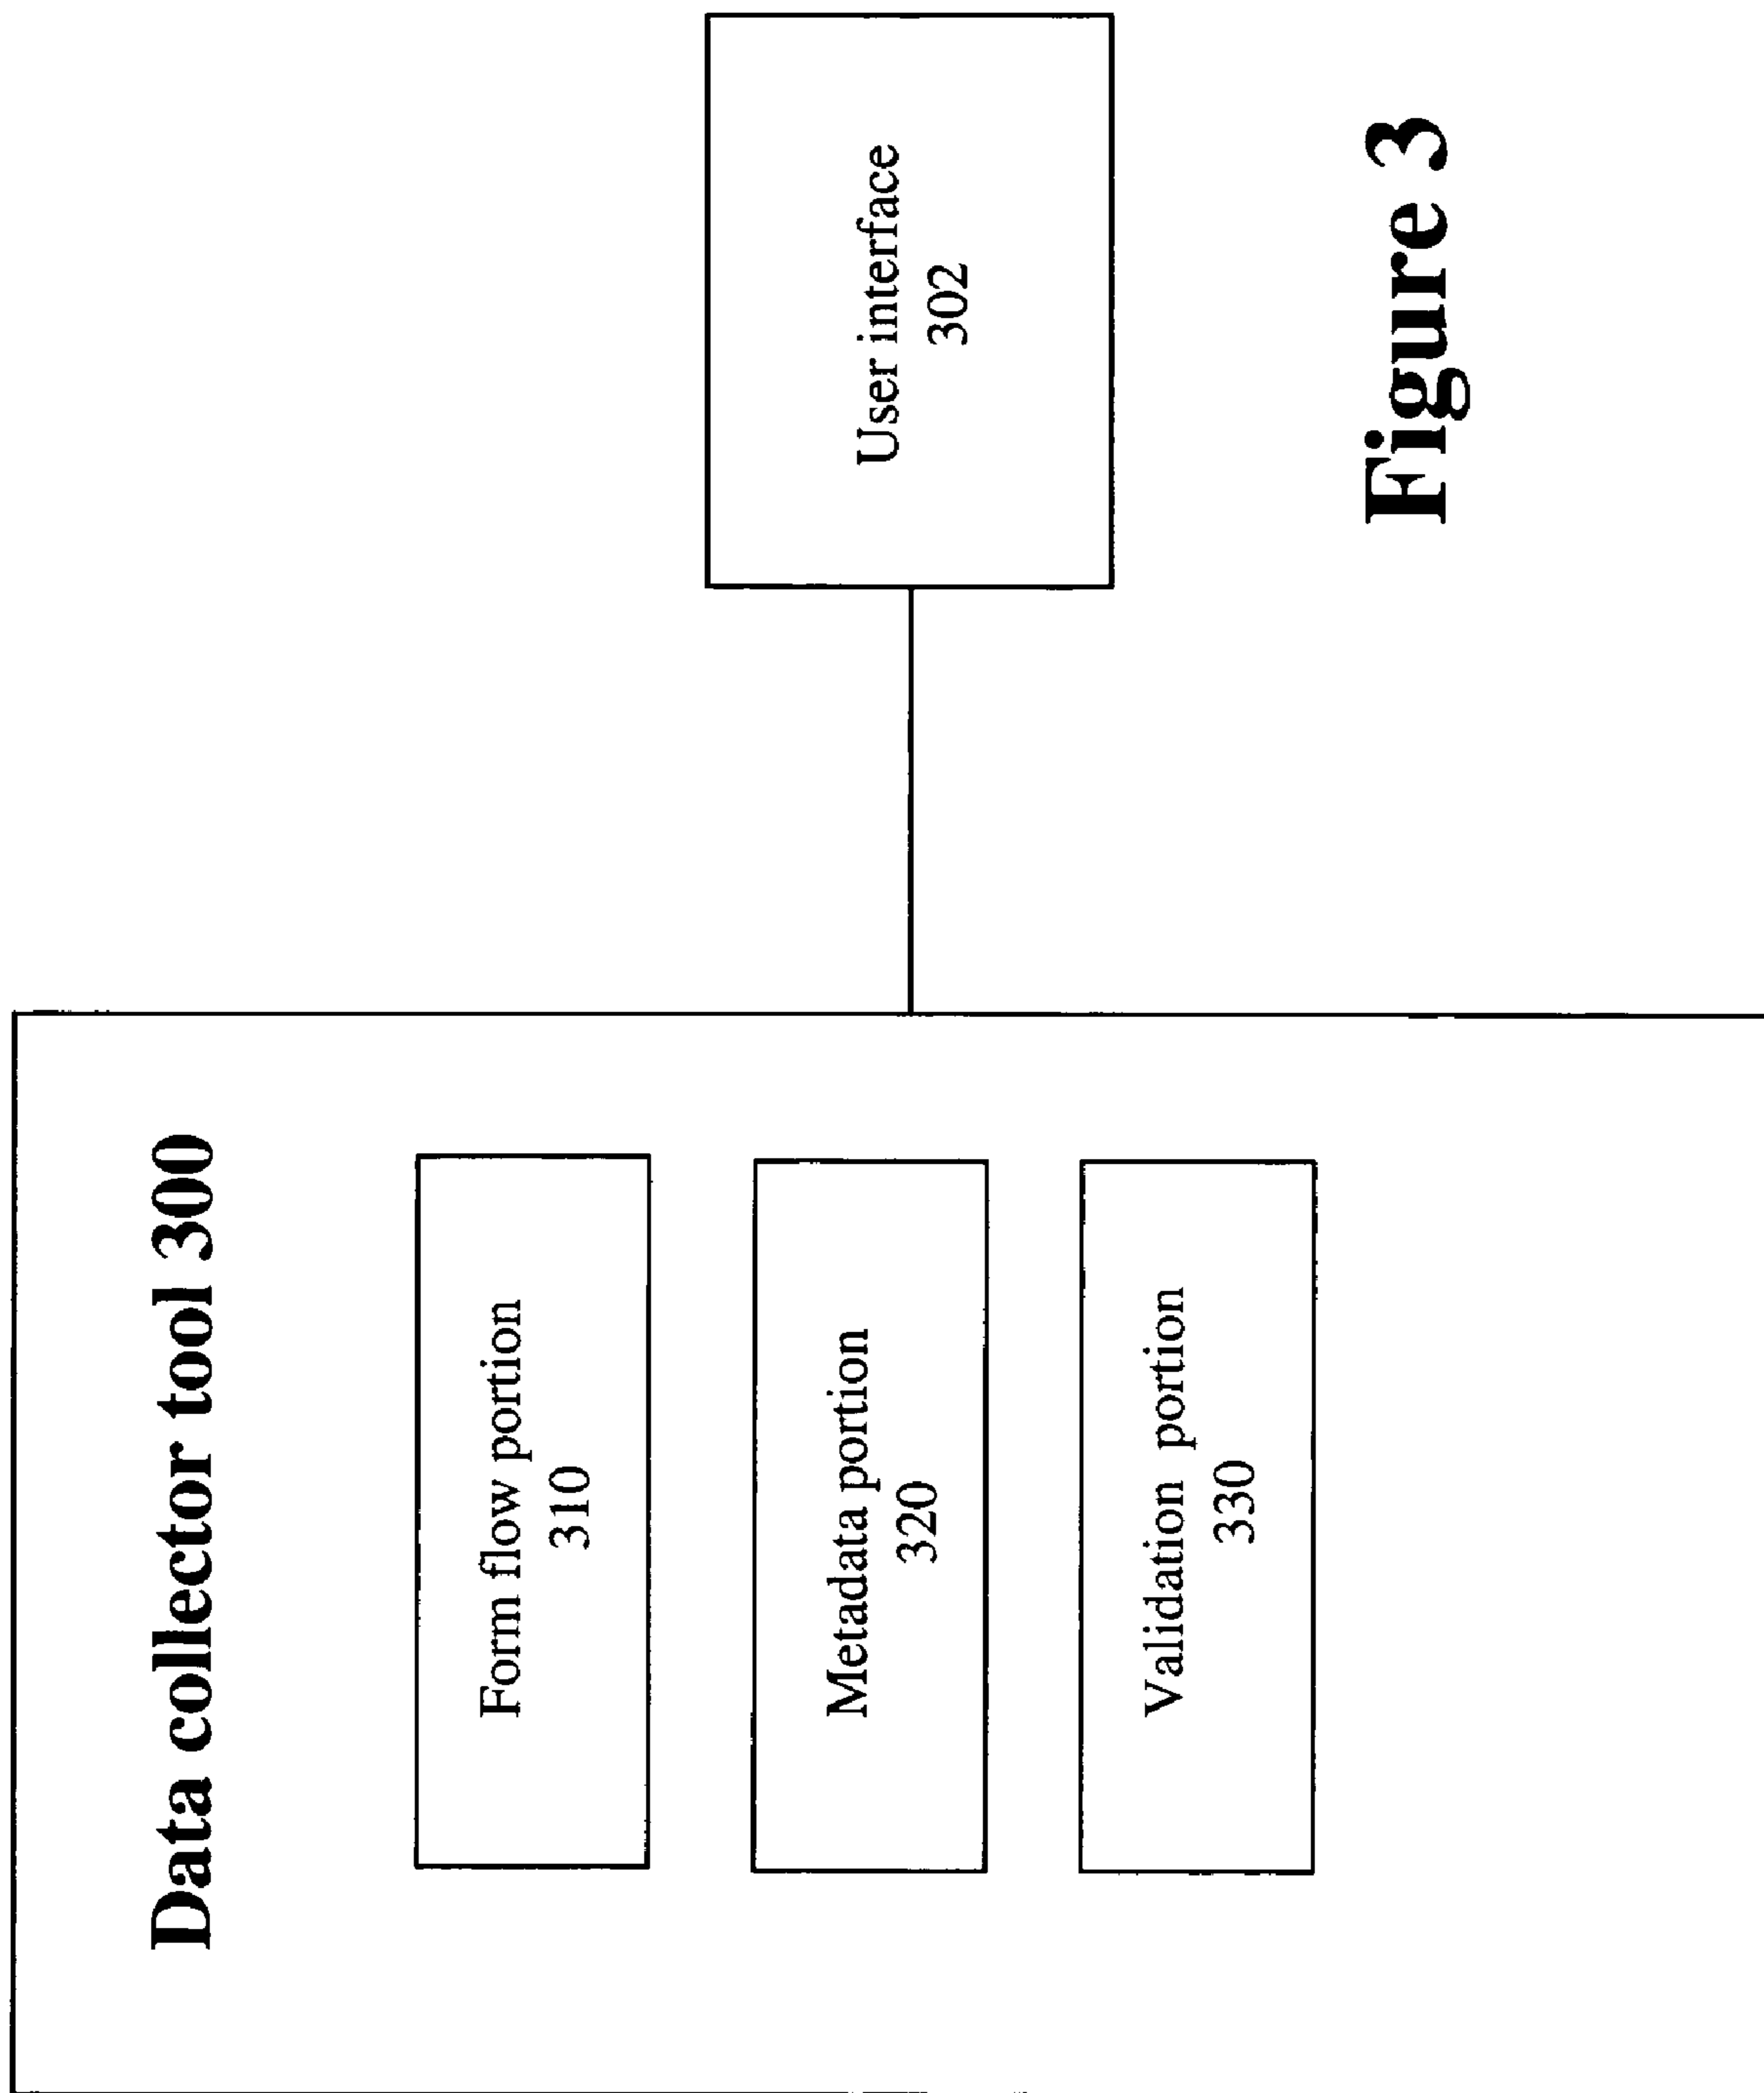 Data collector tool 300
Form flow portion
310
Metadata portion
320
Validation portion
330
User interface
302
Figure 3